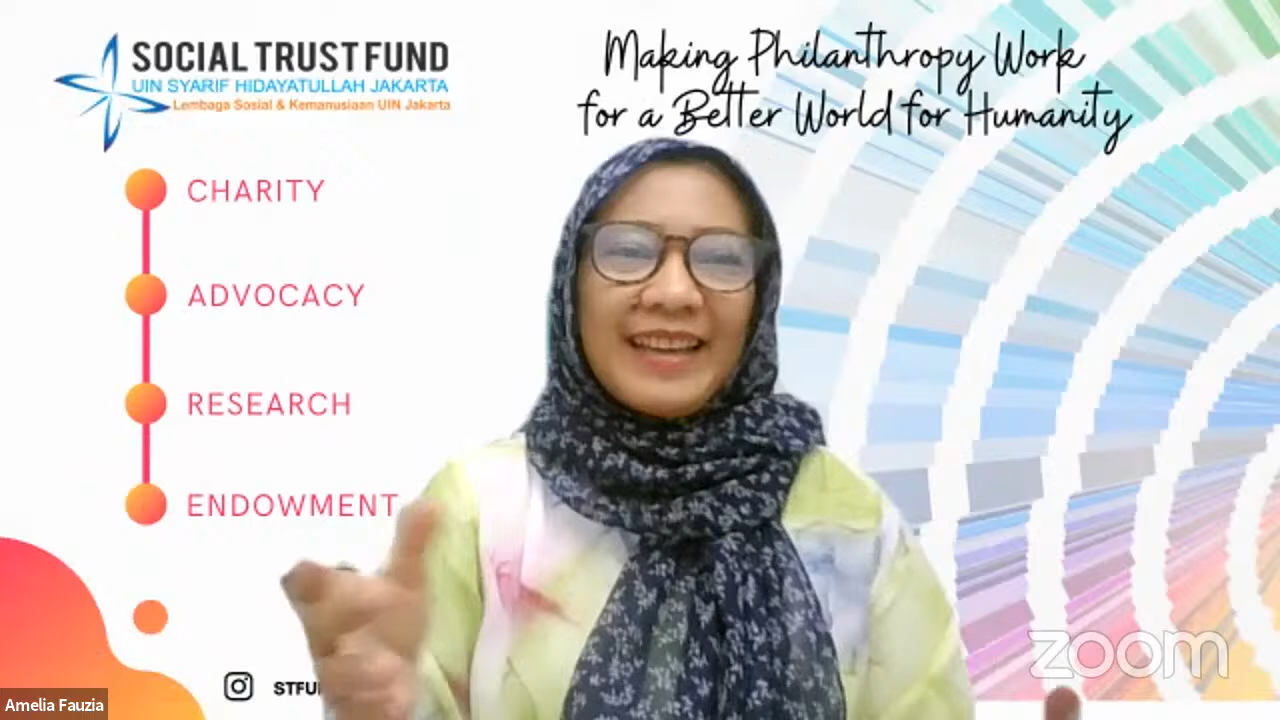 SOCIAL TRUST FUND
UIN SYARIF HIDAYATULLAH JAKARTA
Lembaga Sosial & Kemanusiaan UIN Jakarta
Making Philanthropy Work
for a Better World for Humanity
CHARITY
ADVOCACY
RESEARCH
ENDOWMENT
Amelia Fauzia
zoom